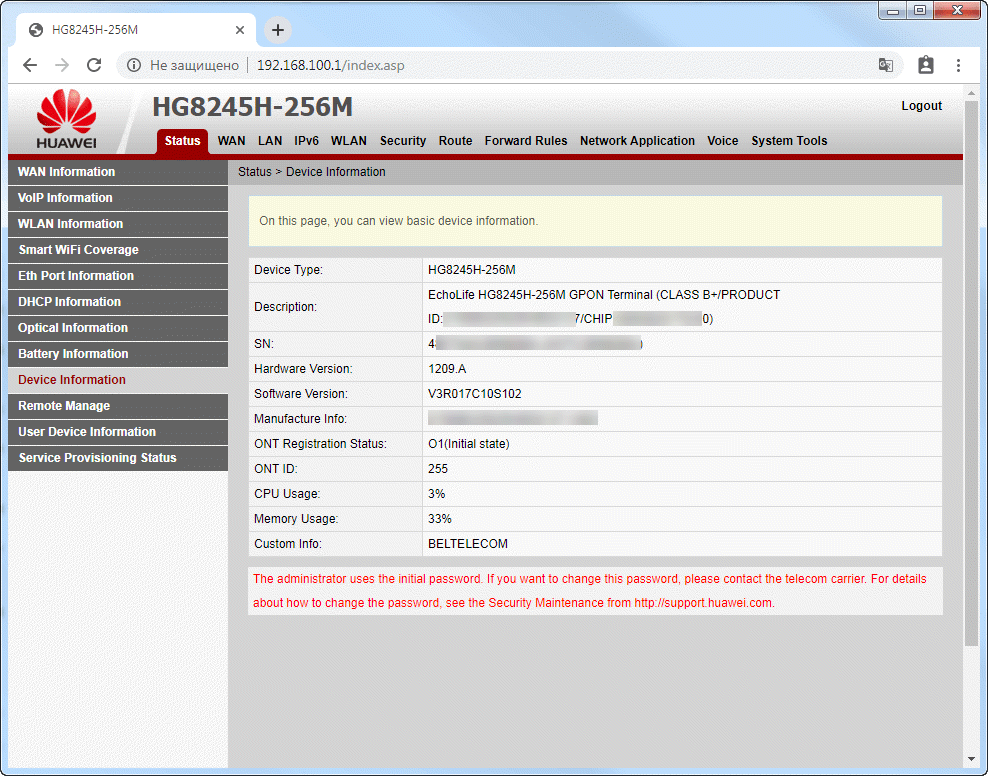 HG8245H-256M
Не защищено
192.168.100.1/index.asp
HUAWEI
HG8245H-256M
Logout
Status WAN LAN IPv6 WLAN Security Route Forward Rules Network Application Voice System Tools
WAN Information
VoIP Information
WLAN Information
Smart WiFi Coverage
Eth Port Information
DHCP Information
Optical Information
Battery Information
Device Information
Remote Manage
User Device Information
Service Provisioning Status
Status > Device Information
On this page, you can view basic device information.
Device Type: HG8245H-256M
Description: EchoLife HG8245H-256M GPON Terminal (CLASS B+/PRODUCT
ID: 7/CHIP 0)
SN: 4 )
Hardware Version: 1209.A
Software Version: V3R017C10S102
Manufacture Info:
ONT Registration Status: O1(Initial state)
ONT ID: 255
CPU Usage: 3%
Memory Usage: 33%
Custom Info: BELTELECOM
The administrator uses the initial password. If you want to change this password, please contact the telecom carrier. For details
about how to change the password, see the Security Maintenance from http://support.huawei.com.